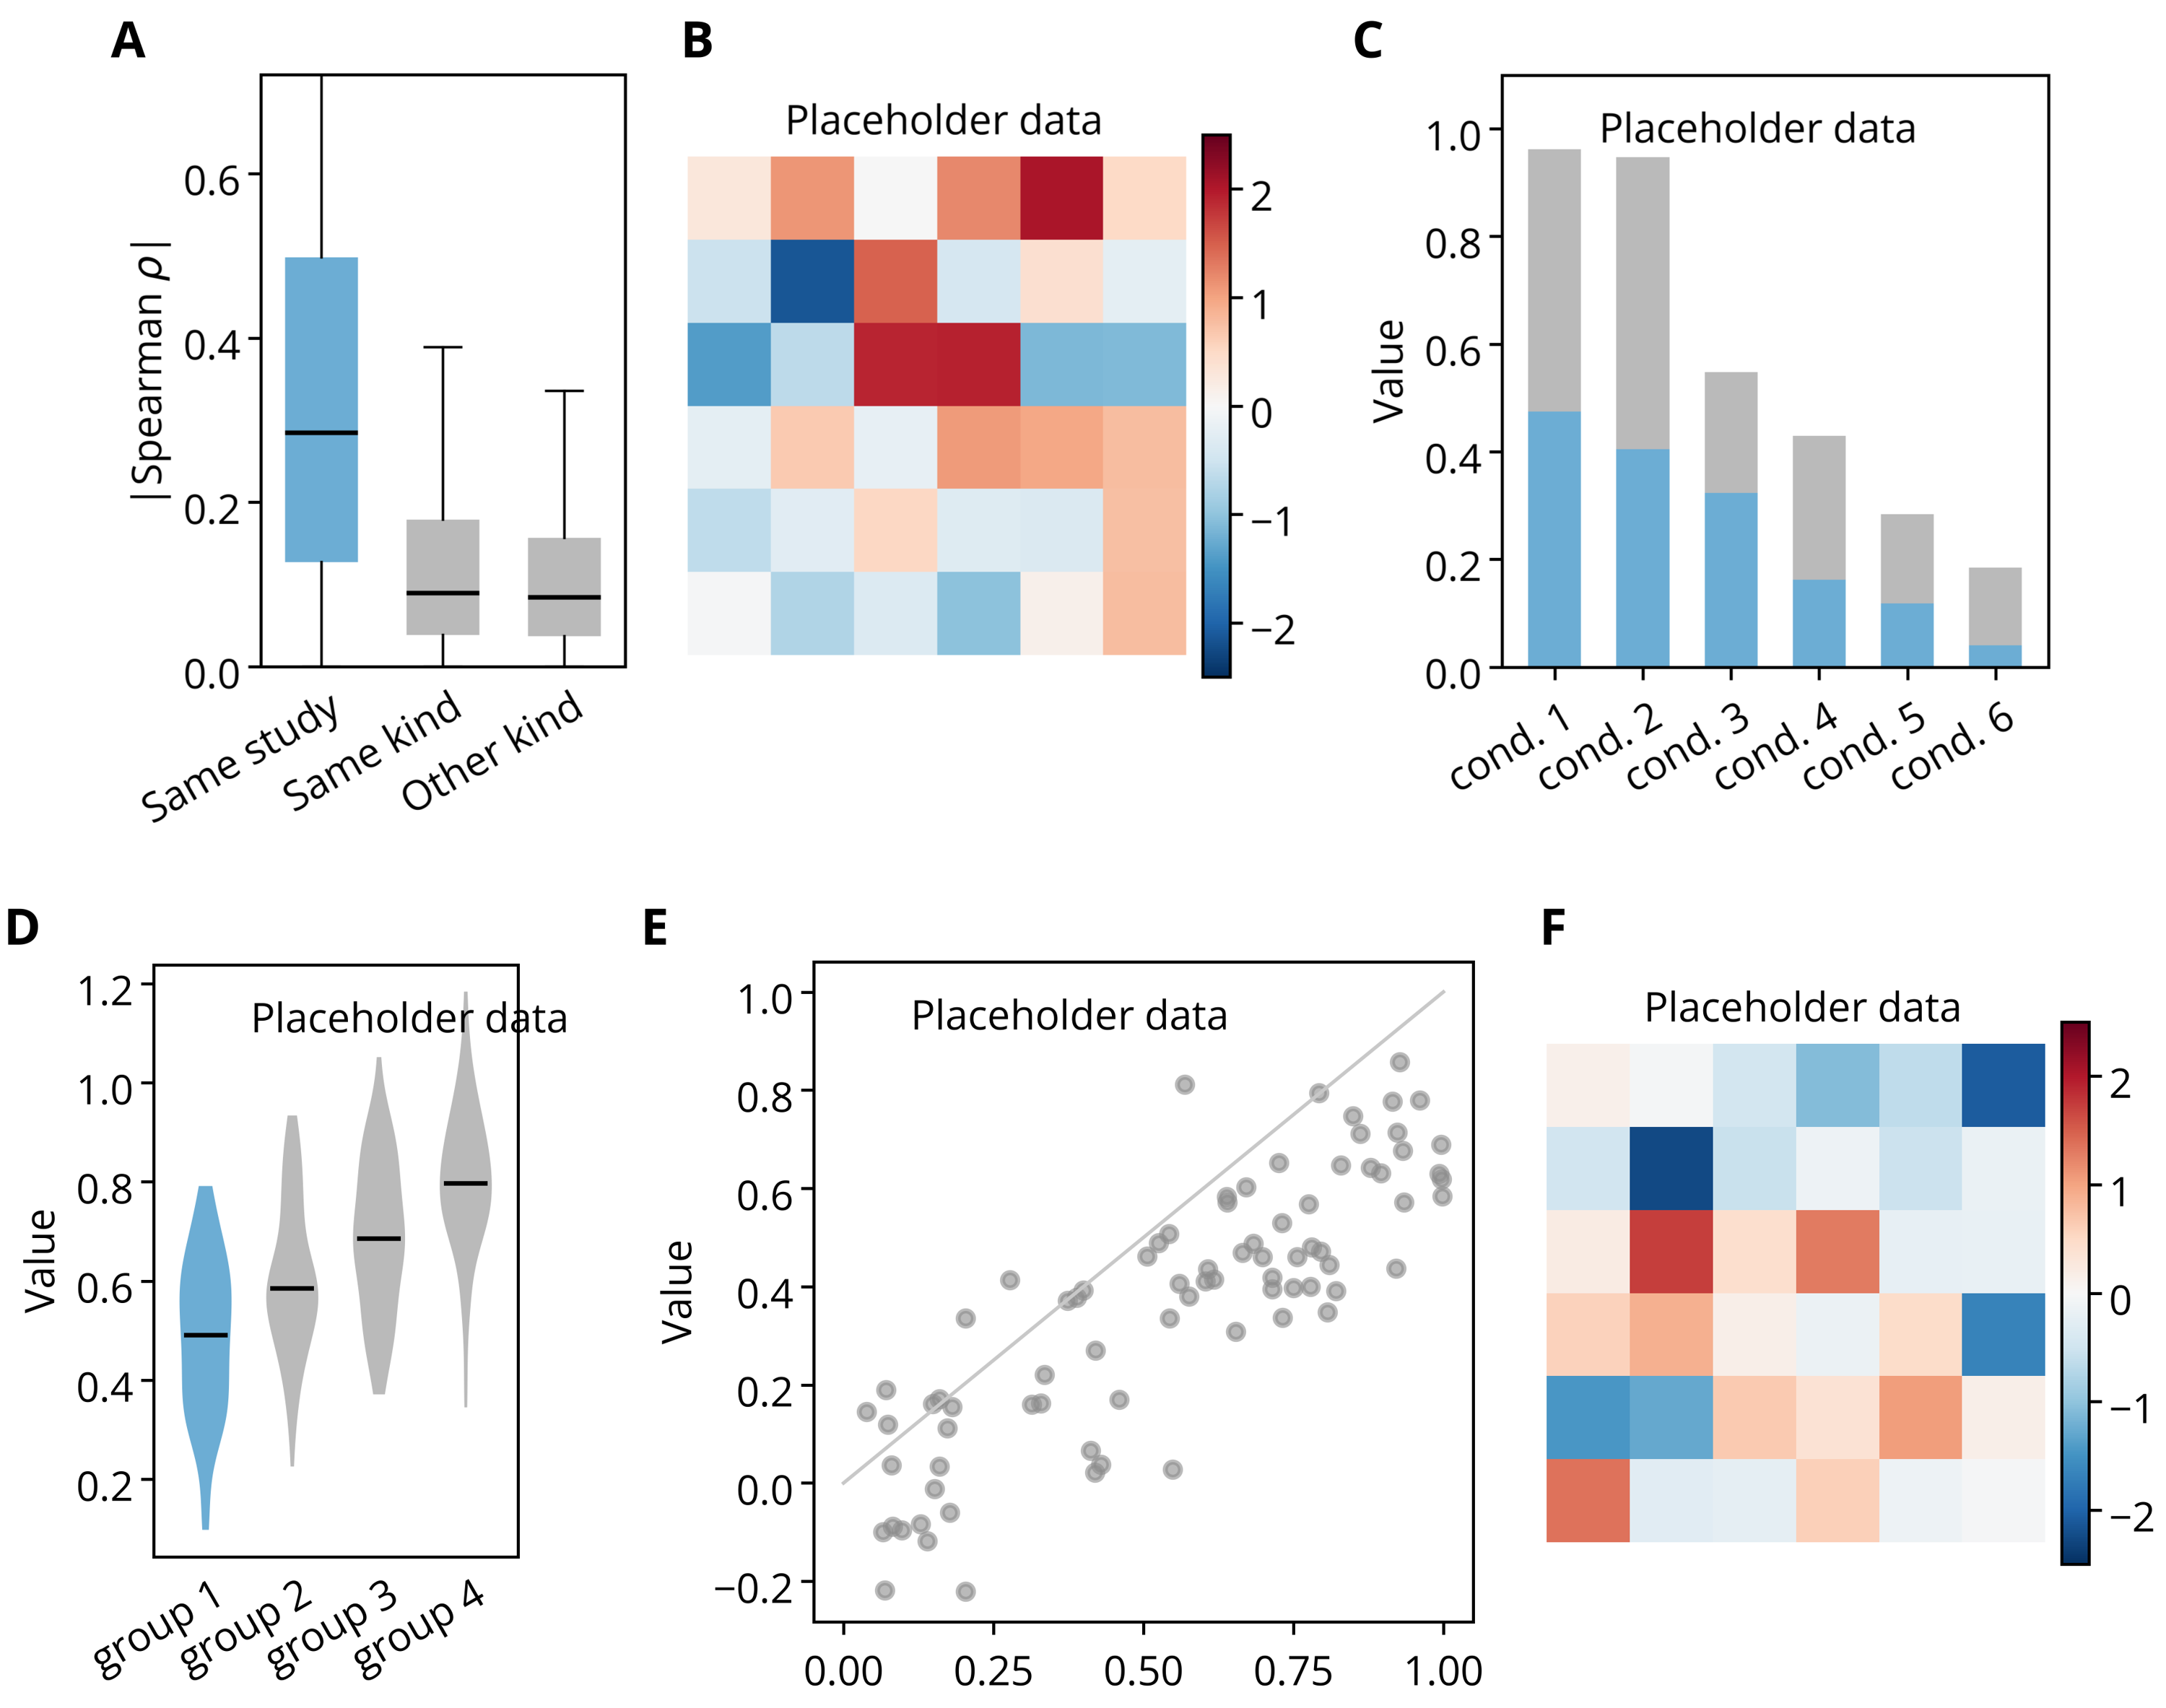 A
|Spearman ρ|
0.6
0.4
0.2
0.0
Same study
Same kind
Other kind
B
Placeholder data
2
1
0
−1
−2
C
Placeholder data
Value
1.0
0.8
0.6
0.4
0.2
0.0
cond. 1
cond. 2
cond. 3
cond. 4
cond. 5
cond. 6
D
Placeholder data
Value
1.2
1.0
0.8
0.6
0.4
0.2
group 1
group 2
group 3
group 4
E
Placeholder data
Value
1.0
0.8
0.6
0.4
0.2
0.0
−0.2
0.00
0.25
0.50
0.75
1.00
F
Placeholder data
2
1
0
−1
−2